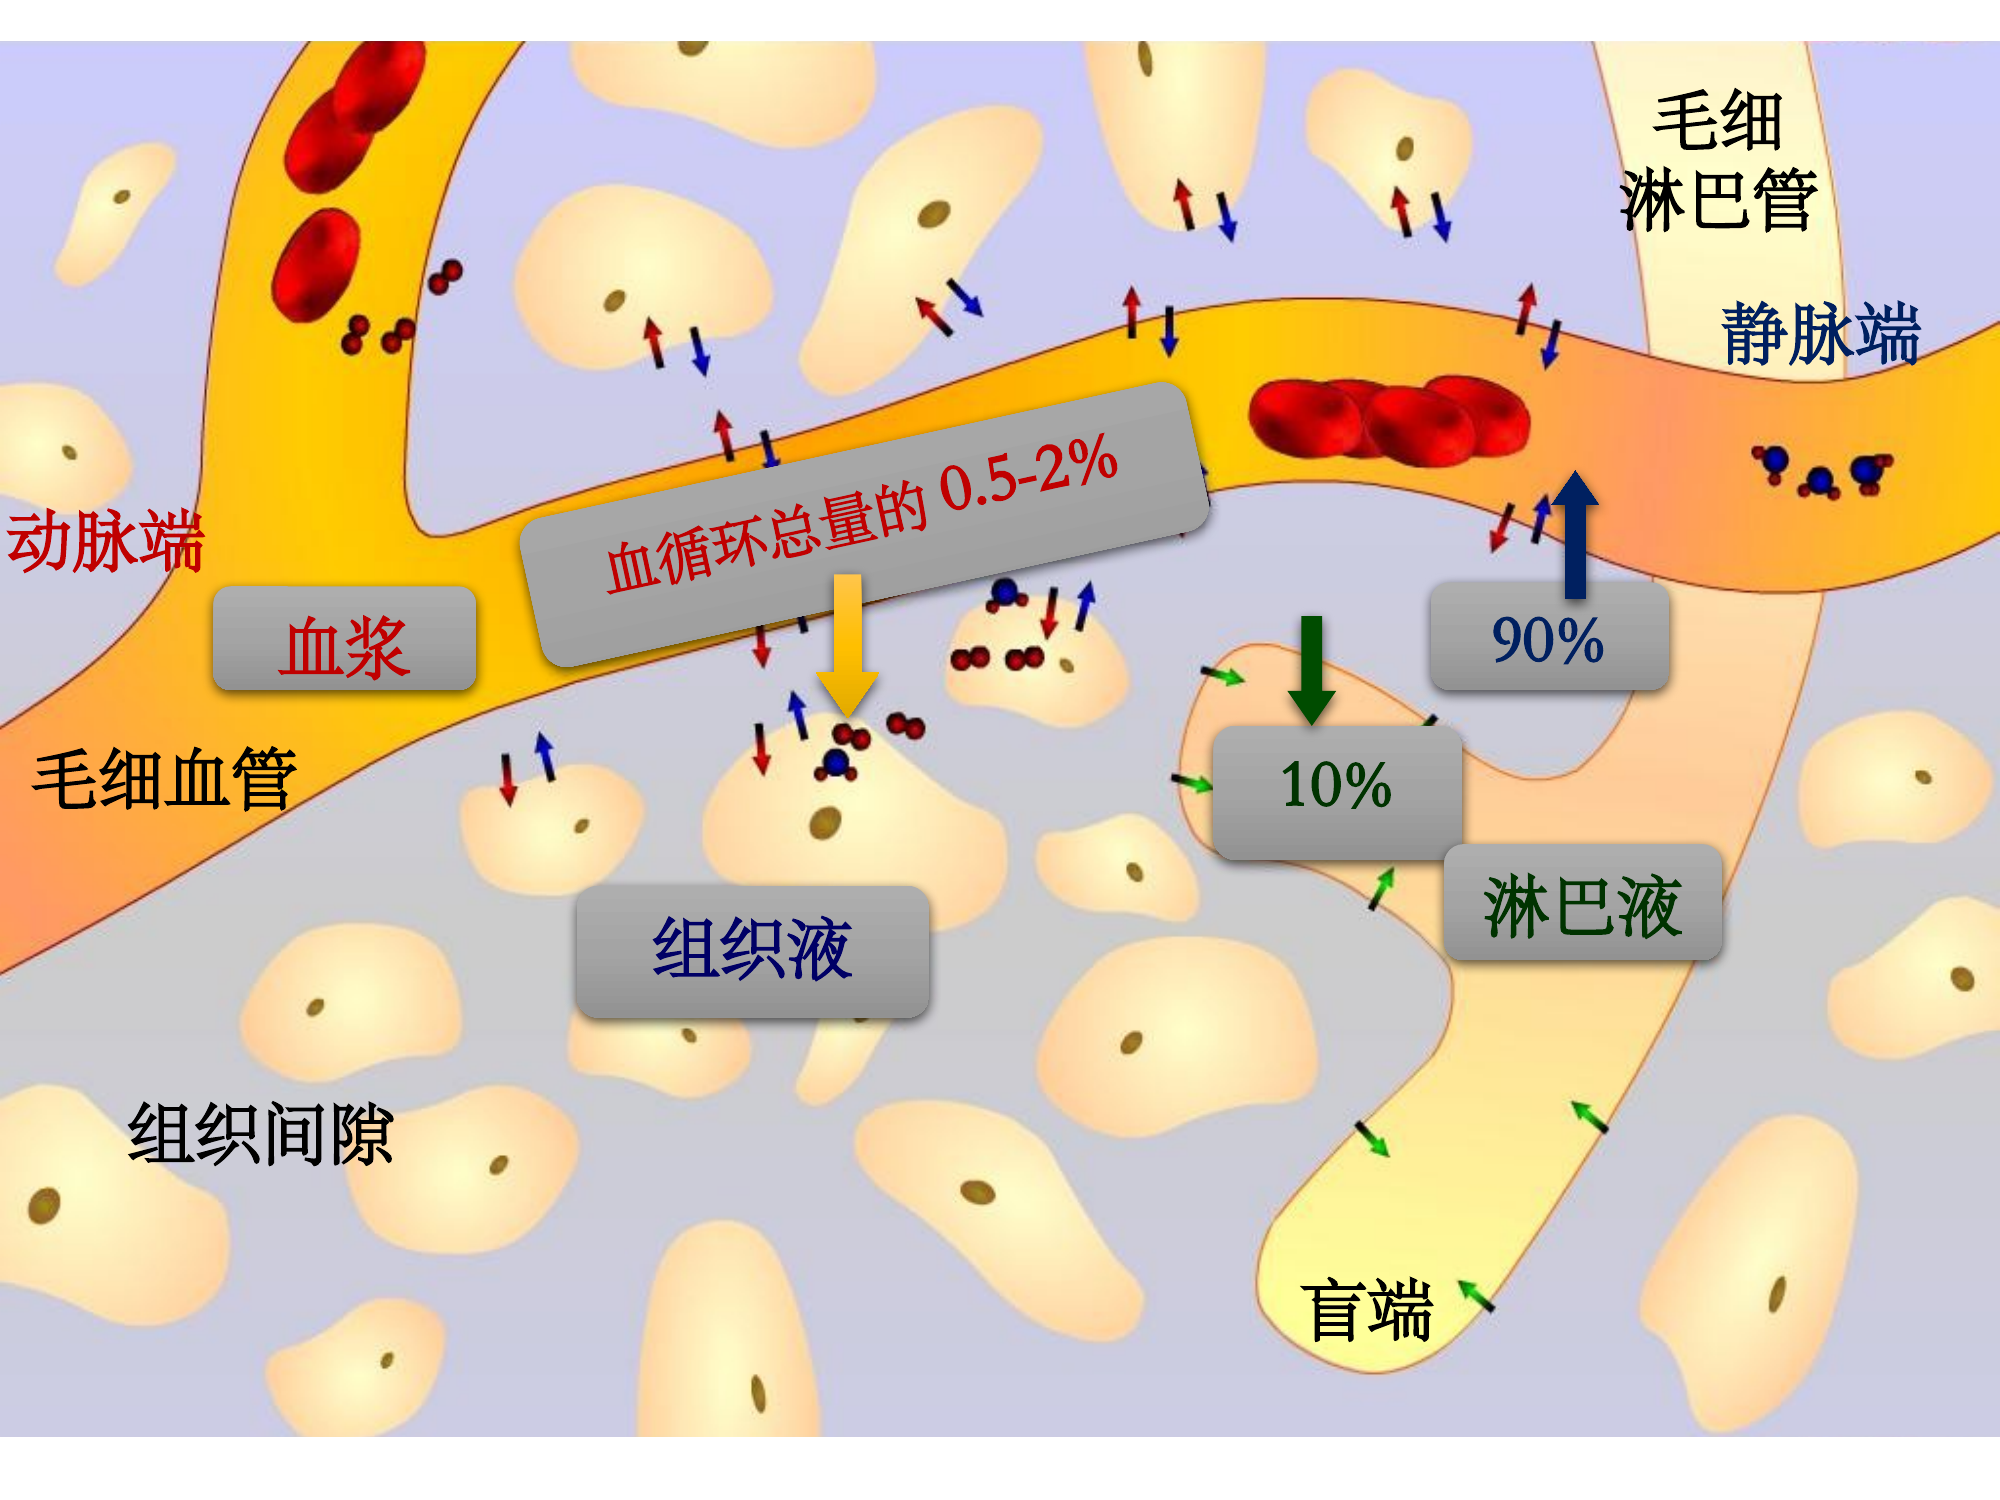 毛细
淋巴管
静脉端
血循环总量的 0.5-2%
动脉端
血浆
90%
毛细血管
10%
淋巴液
组织液
组织间隙
盲端